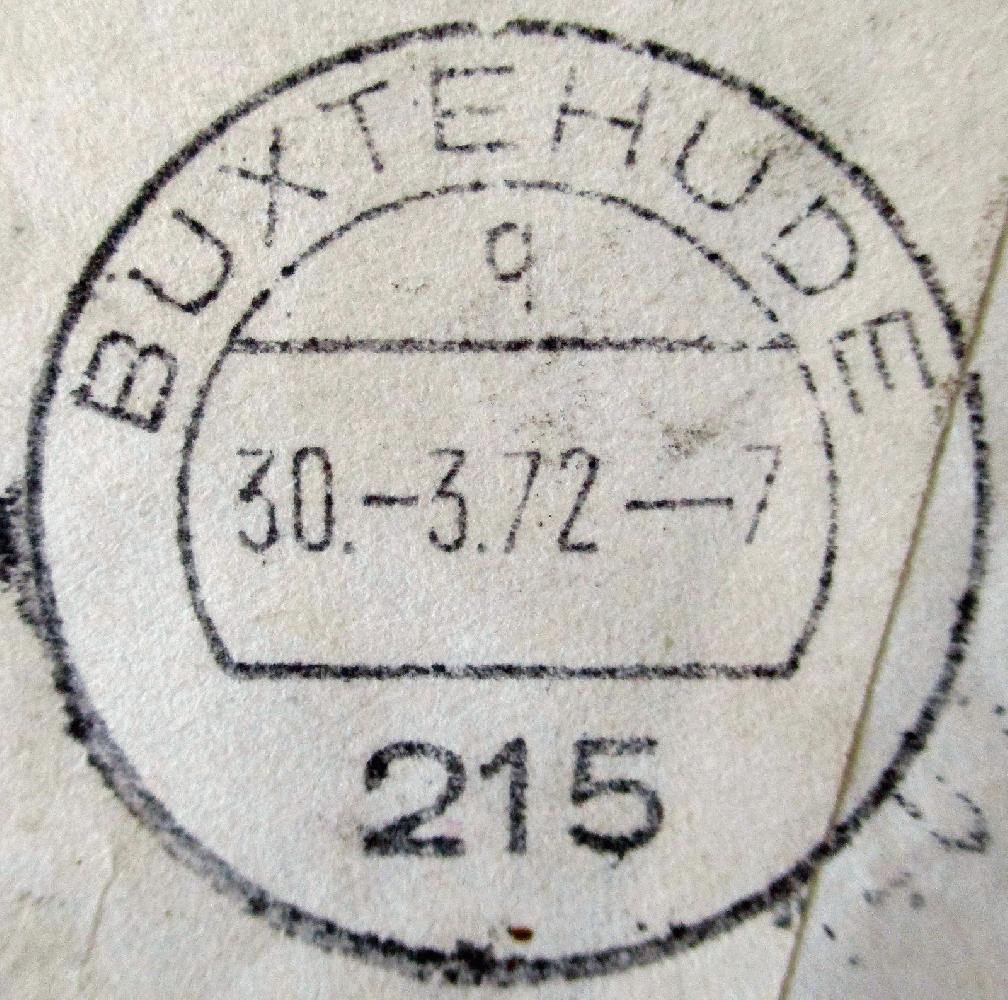 BUXTEHUDE
q
30.-3.72--7
215